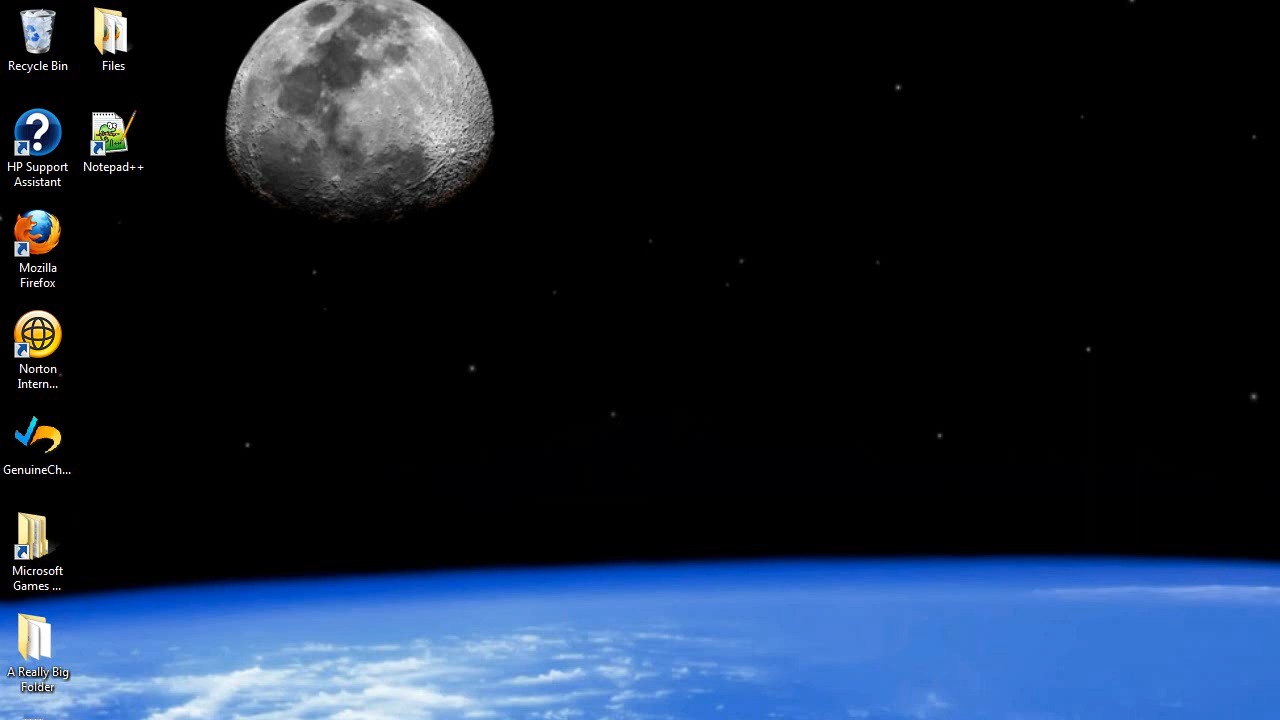 Recycle Bin
Files
HP Support
Assistant
Notepad++
Mozilla
Firefox
Norton
Intern...
GenuineCh...
Microsoft
Games ...
A Really Big
Folder